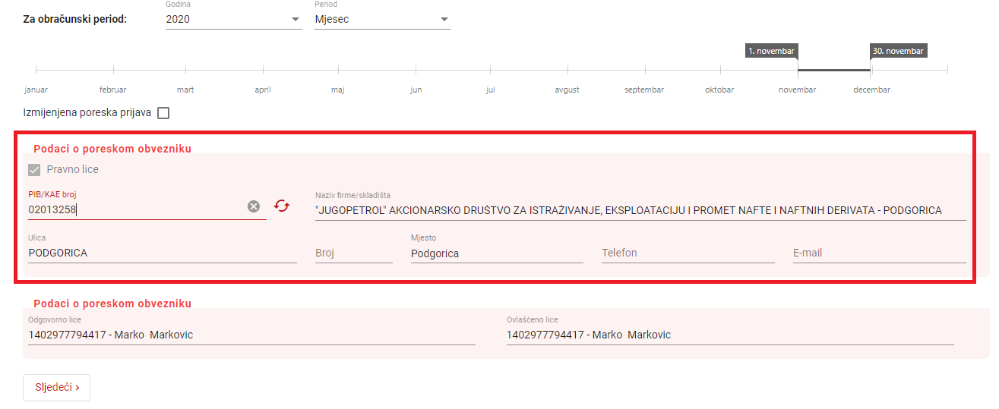 Godina Period
Za obračunski period: 2020 Mjesec
1. novembar 30. novembar
januar februar mart april maj jun jul avgust septembar oktobar novembar decembar
Izmijenjena poreska prijava
Podaci o poreskom obvezniku
Pravno lice
PIB/KAE broj Naziv firme/skladišta
02013258 "JUGOPETROL" AKCIONARSKO DRUŠTVO ZA ISTRAŽIVANJE, EKSPLOATACIJU I PROMET NAFTE I NAFTNIH DERIVATA - PODGORICA
Ulica Mjesto
PODGORICA Broj Podgorica Telefon E-mail
Podaci o poreskom obvezniku
Odgovorno lice Ovlašćeno lice
1402977794417 - Marko Markovic 1402977794417 - Marko Markovic
Sljedeći ›